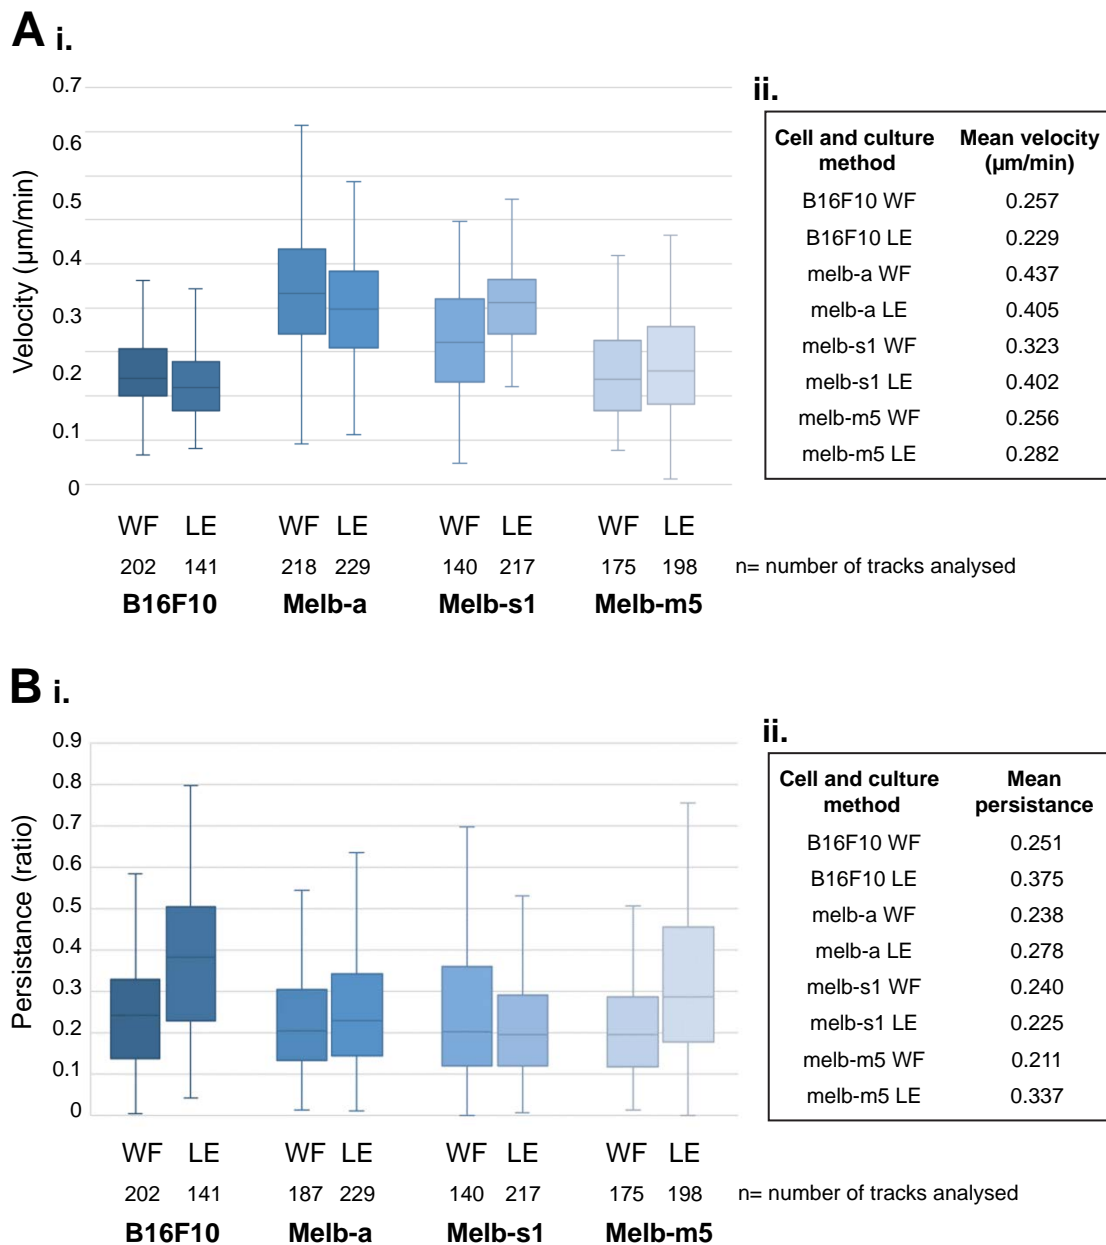 A i.
0.7
0.6
0.5
0.4
0.3
0.2
0.1
0
Velocity (µm/min)
WF LE WF LE WF LE WF LE
202 141 218 229 140 217 175 198 n= number of tracks analysed
B16F10 Melb-a Melb-s1 Melb-m5
ii.
Cell and culture method Mean velocity (µm/min)
B16F10 WF 0.257
B16F10 LE 0.229
melb-a WF 0.437
melb-a LE 0.405
melb-s1 WF 0.323
melb-s1 LE 0.402
melb-m5 WF 0.256
melb-m5 LE 0.282
B i.
0.9
0.8
0.7
0.6
0.5
0.4
0.3
0.2
0.1
0
Persistance (ratio)
WF LE WF LE WF LE WF LE
202 141 187 229 140 217 175 198 n= number of tracks analysed
B16F10 Melb-a Melb-s1 Melb-m5
ii.
Cell and culture method Mean persistance
B16F10 WF 0.251
B16F10 LE 0.375
melb-a WF 0.238
melb-a LE 0.278
melb-s1 WF 0.240
melb-s1 LE 0.225
melb-m5 WF 0.211
melb-m5 LE 0.337